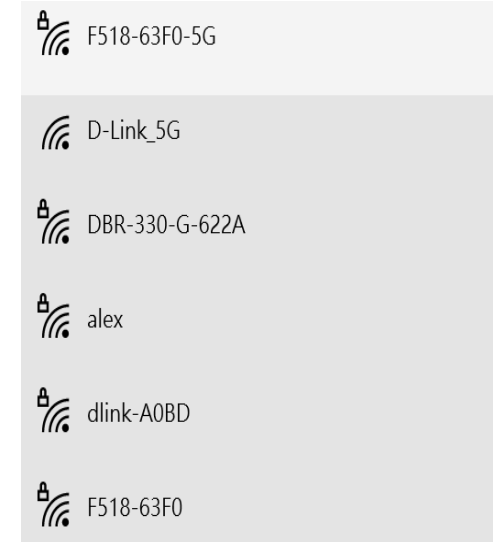 F518-63F0-5G
D-Link_5G
DBR-330-G-622A
alex
dlink-A0BD
F518-63F0